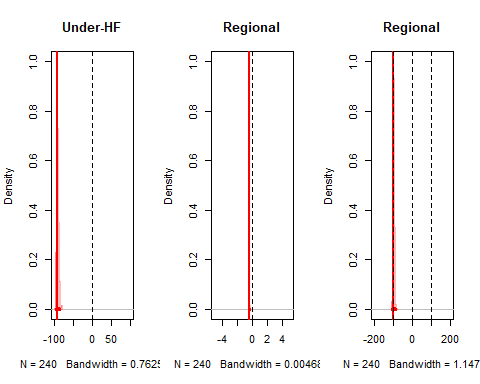 Under-HF
Density
0.0 0.2 0.4 0.6 0.8 1.0
-100 0 50
N = 240 Bandwidth = 0.7625
Regional
Density
0.0 0.2 0.4 0.6 0.8 1.0
-4 0 2 4
N = 240 Bandwidth = 0.00468
Regional
Density
0.0 0.2 0.4 0.6 0.8 1.0
-200 0 200
N = 240 Bandwidth = 1.147